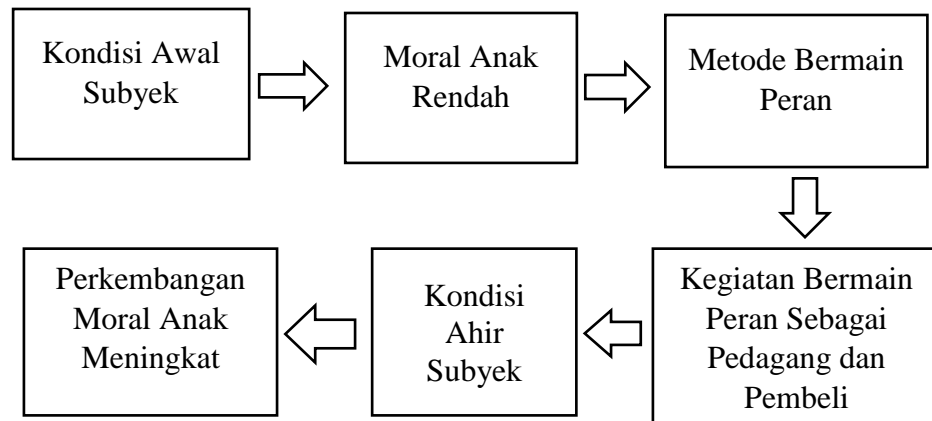 Kondisi Awal
Subyek
Moral Anak
Rendah
Metode Bermain
Peran
Kegiatan Bermain
Peran Sebagai
Pedagang dan
Pembeli
Kondisi
Ahir
Subyek
Perkembangan
Moral Anak
Meningkat